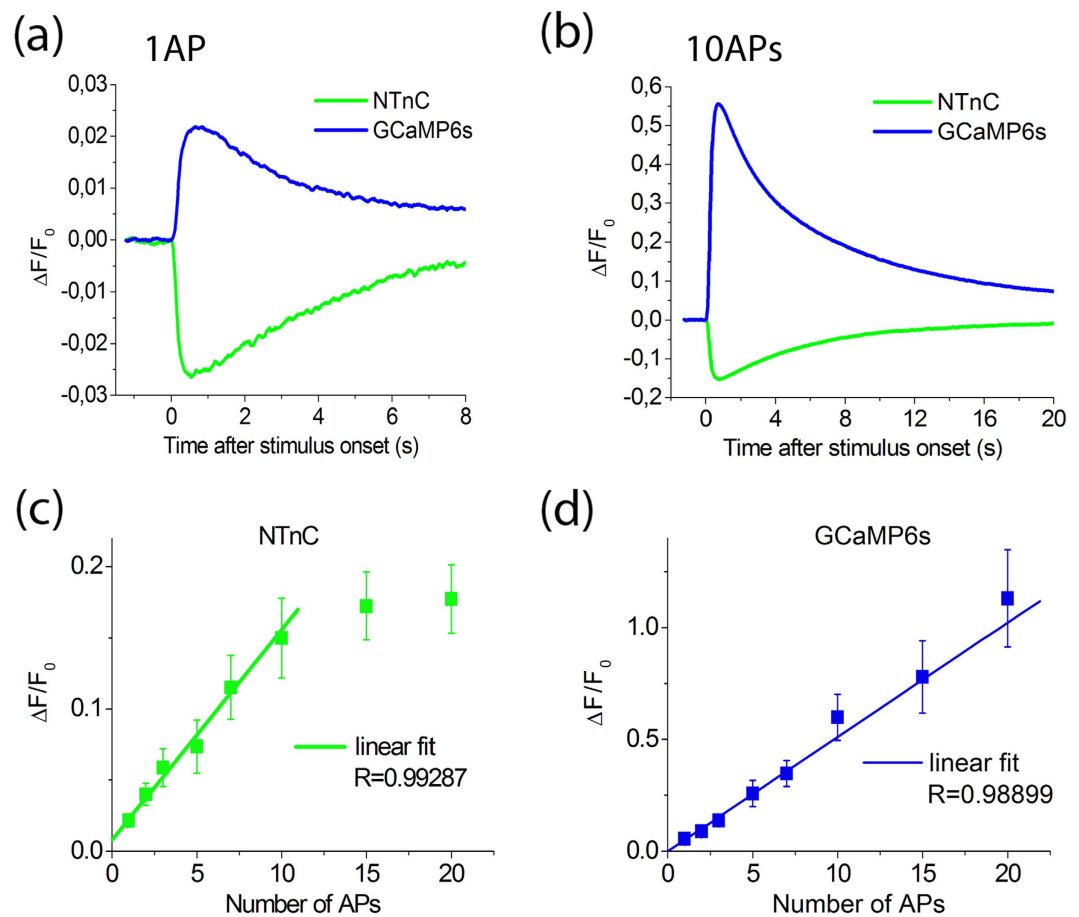 (a)
1AP
0,03
0,02
0,01
0,00
-0,01
-0,02
-0,03
ΔF/F0
NTnC
GCaMP6s
0
2
4
6
8
Time after stimulus onset (s)
(b)
10APs
0,6
0,5
0,4
0,3
0,2
0,1
0,0
-0,1
-0,2
ΔF/F0
NTnC
GCaMP6s
0
4
8
12
16
20
Time after stimulus onset (s)
(c)
NTnC
0.2
0.1
0.0
ΔF/F0
linear fit
R=0.99287
0
5
10
15
20
Number of APs
(d)
GCaMP6s
1.0
0.5
0.0
ΔF/F0
linear fit
R=0.98899
0
5
10
15
20
Number of APs